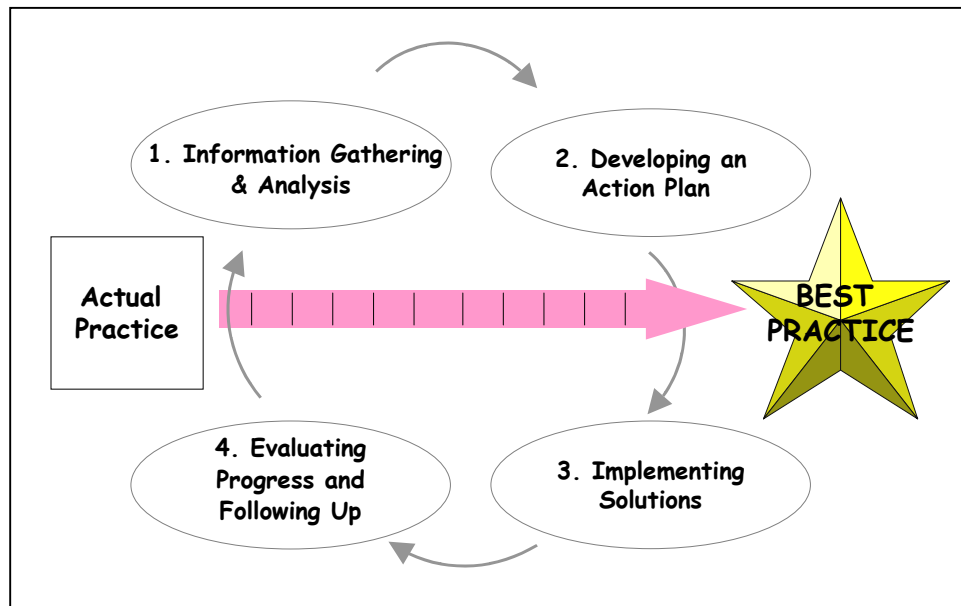 1. Information Gathering
& Analysis
2. Developing an
Action Plan
Actual
Practice
BEST
PRACTICE
4. Evaluating
Progress and
Following Up
3. Implementing
Solutions